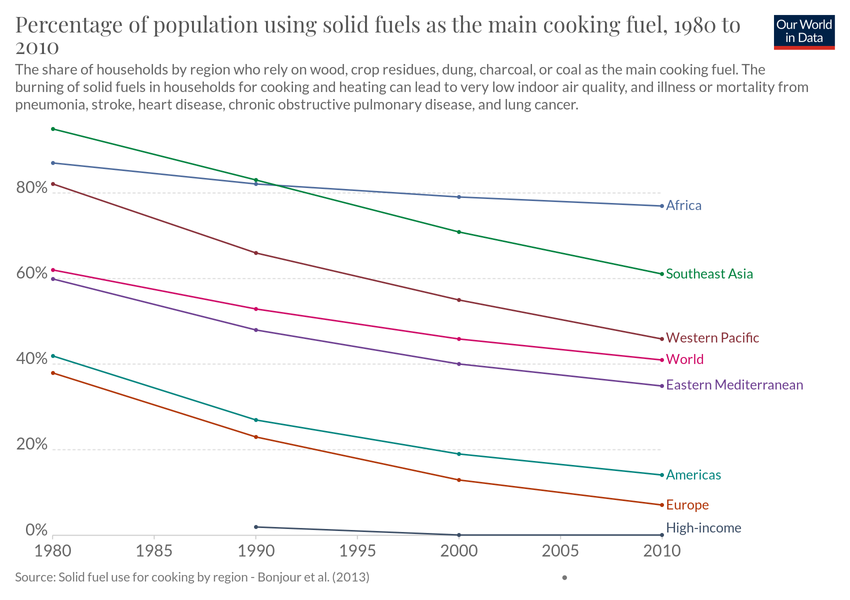 Percentage of population using solid fuels as the main cooking fuel, 1980 to
2010
Our World
in Data
The share of households by region who rely on wood, crop residues, dung, charcoal, or coal as the main cooking fuel. The
burning of solid fuels in households for cooking and heating can lead to very low indoor air quality, and illness or mortality from
pneumonia, stroke, heart disease, chronic obstructive pulmonary disease, and lung cancer.
80%
Africa
60%
Southeast Asia
Western Pacific
40%
World
Eastern Mediterranean
20%
Americas
Europe
0%
High-income
1980 1985 1990 1995 2000 2005 2010
Source: Solid fuel use for cooking by region - Bonjour et al. (2013)